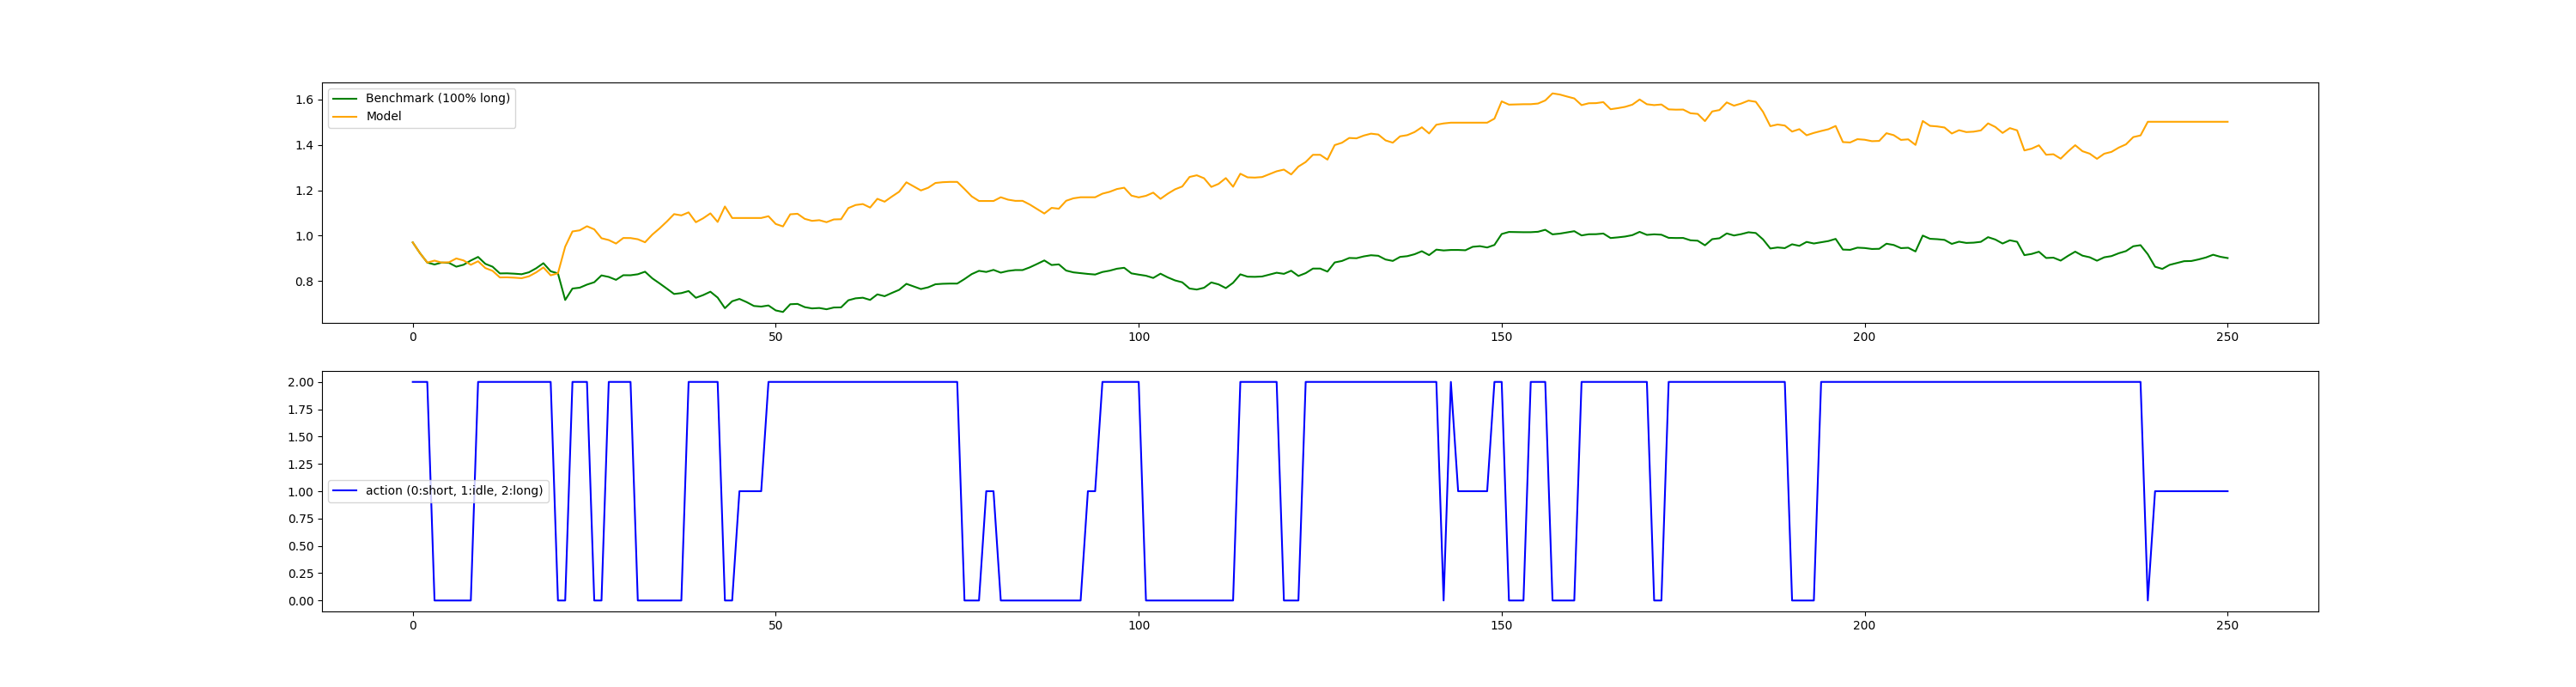 1.6
1.4
1.2
1.0
0.8
Benchmark (100% long)
Model
0 50 100 150 200 250
2.00
1.75
1.50
1.25
1.00
0.75
0.50
0.25
0.00
action (0:short, 1:idle, 2:long)
0 50 100 150 200 250